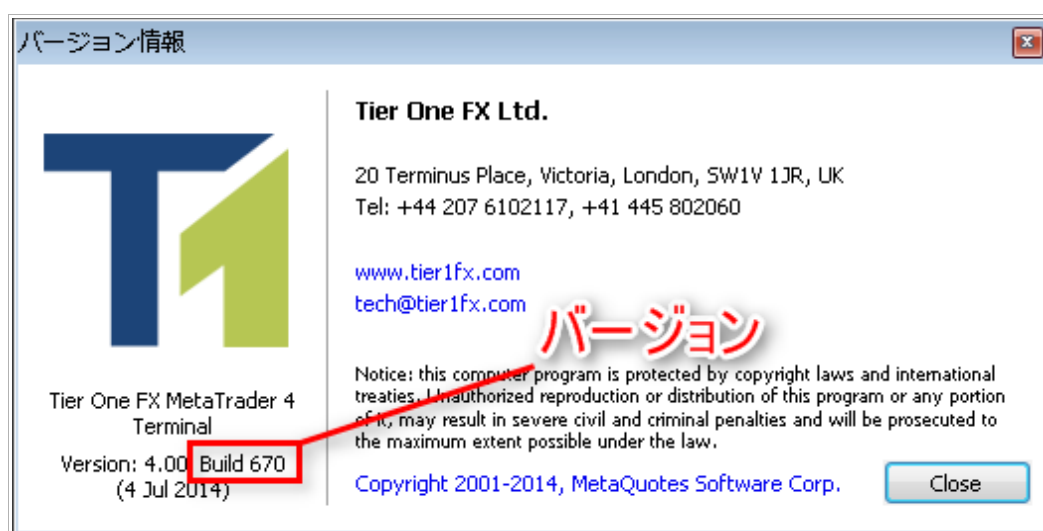 バージョン情報
T1
Tier One FX MetaTrader 4
Terminal
Version: 4.00 Build 670
(4 Jul 2014)
Tier One FX Ltd.
20 Terminus Place, Victoria, London, SW1V 1JR, UK
Tel: +44 207 6102117, +41 445 802060
www.tier1fx.com
tech@tier1fx.com
バージョン
Notice: this computer program is protected by copyright laws and international
treaties. Unauthorized reproduction or distribution of this program or any portion
of it, may result in severe civil and criminal penalties and will be prosecuted to
the maximum extent possible under the law.
Copyright 2001-2014, MetaQuotes Software Corp.
Close